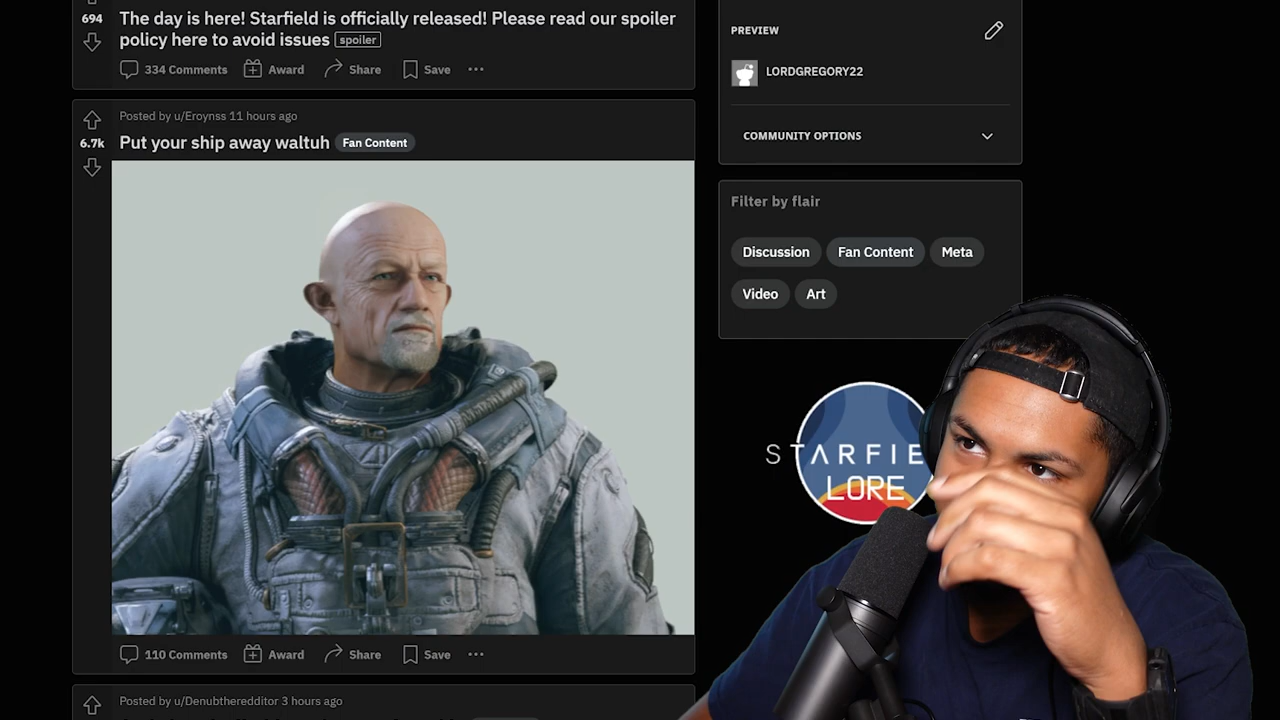 694
The day is here! Starfield is officially released! Please read our spoiler
policy here to avoid issues spoiler
334 Comments Award Share Save
Posted by u/Eroynss 11 hours ago
6.7k
Put your ship away waltuh Fan Content
110 Comments Award Share Save
Posted by u/Denubtheredditor 3 hours ago
PREVIEW
LORDGREGORY22
COMMUNITY OPTIONS
Filter by flair
Discussion Fan Content Meta
Video Art
STARFIE
LORE